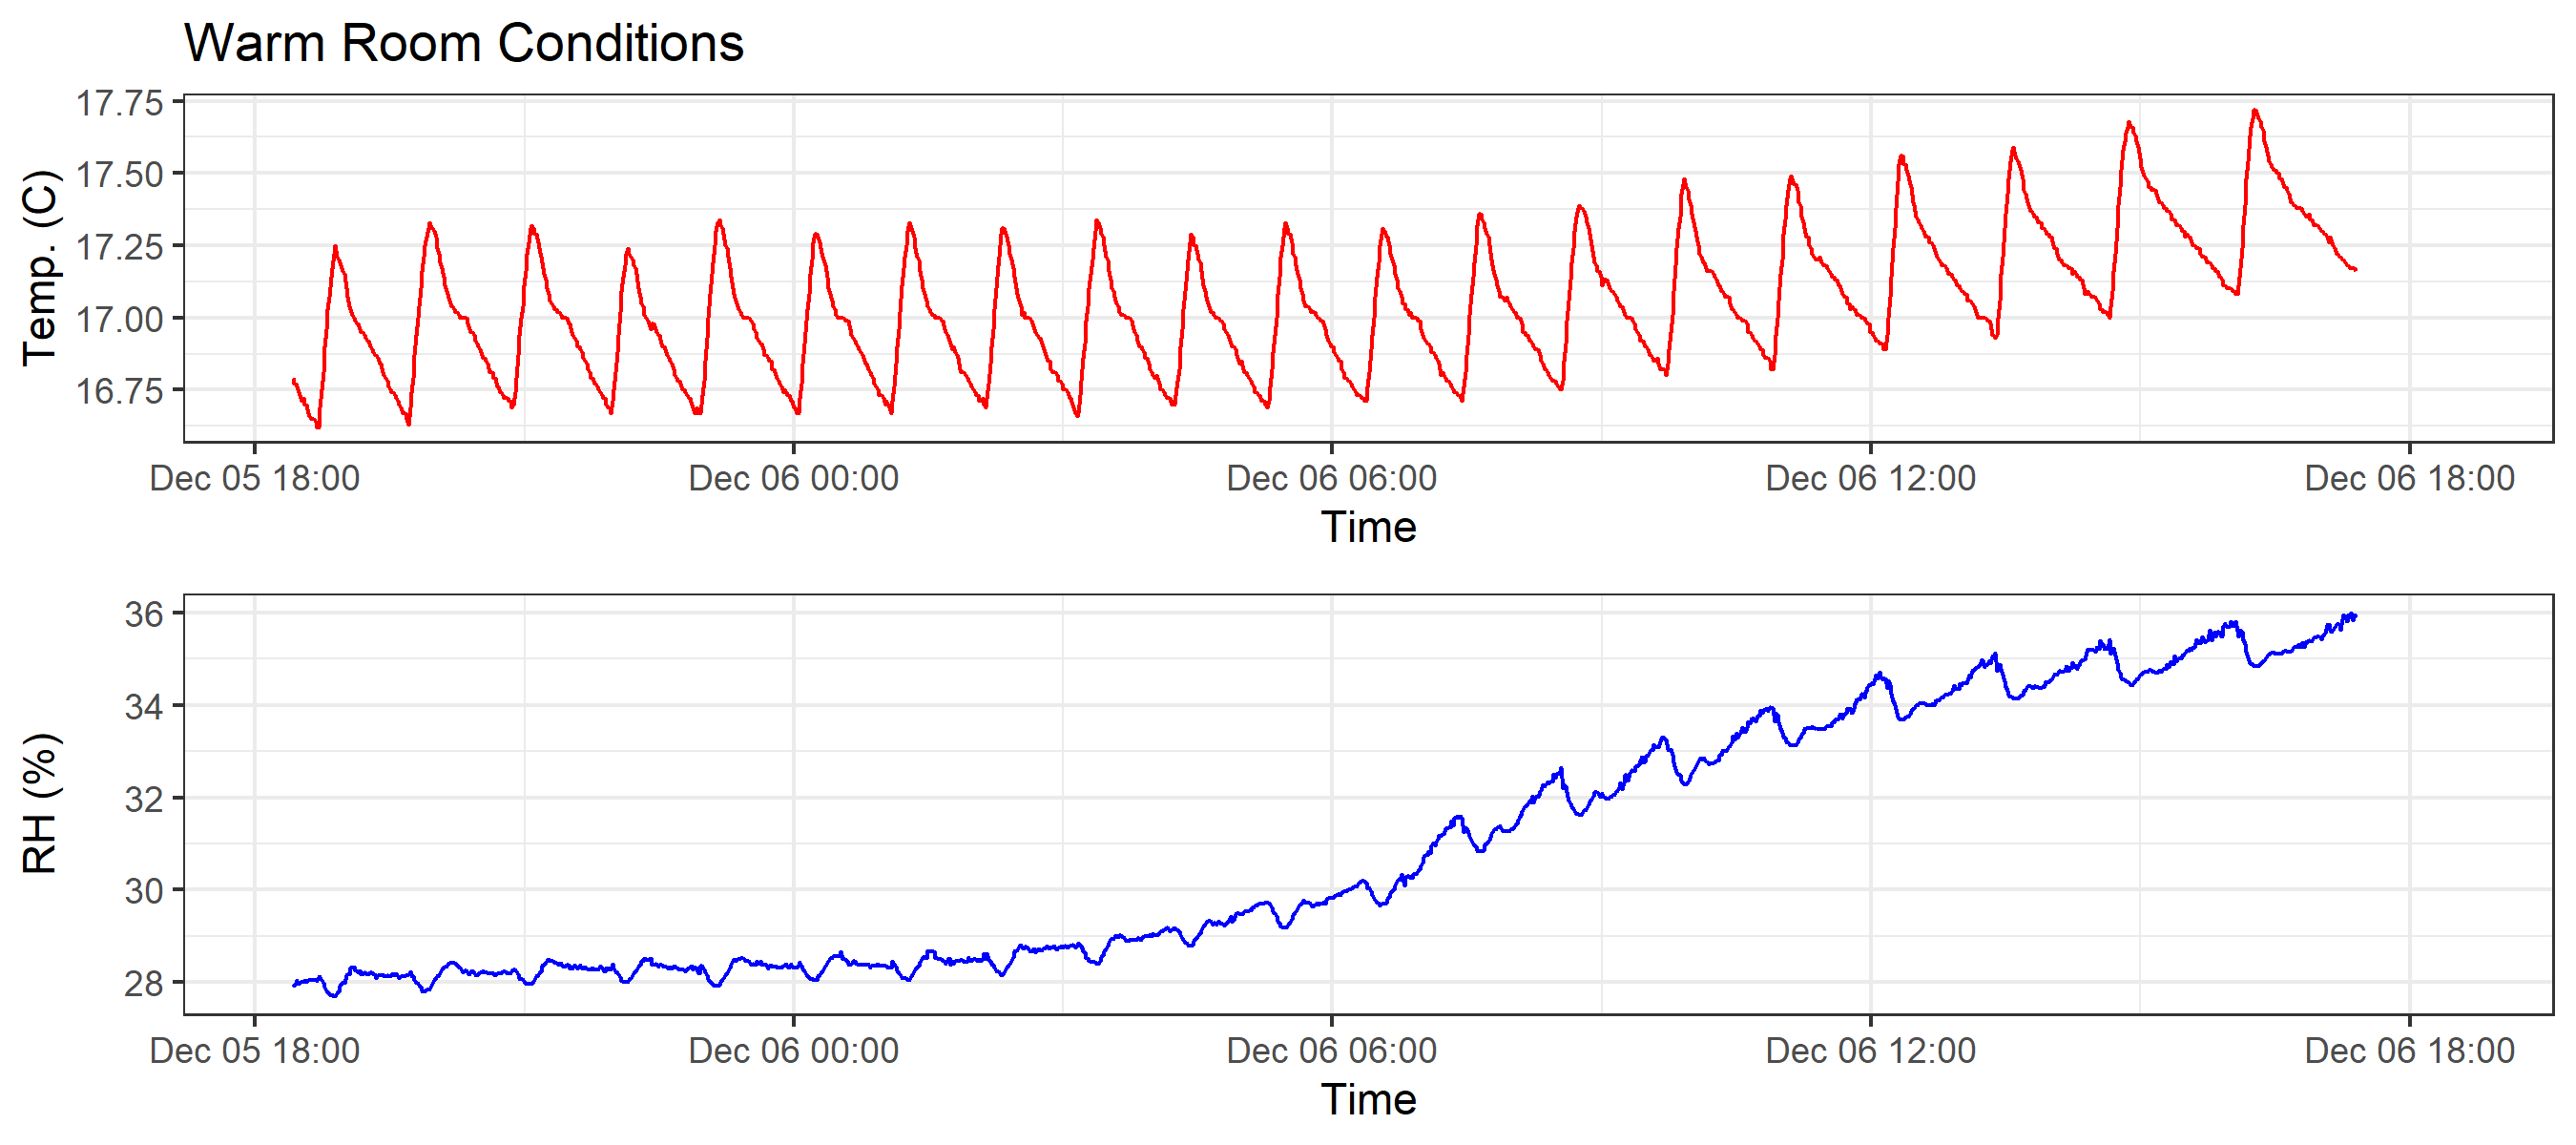 Warm Room Conditions
Temp. (C)
17.75
17.50
17.25
17.00
16.75
Dec 05 18:00 Dec 06 00:00 Dec 06 06:00 Dec 06 12:00 Dec 06 18:00
Time
RH (%)
36
34
32
30
28
Dec 05 18:00 Dec 06 00:00 Dec 06 06:00 Dec 06 12:00 Dec 06 18:00
Time